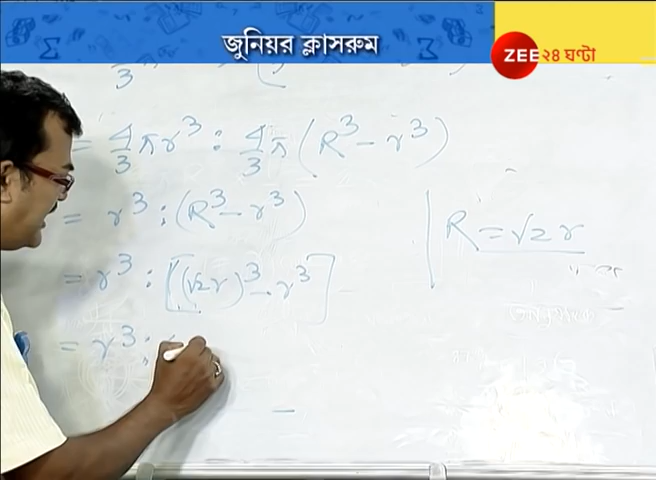 জুনিয়র ক্লাসরুম
ZEE ২৪ ঘণ্টা
= 4/3 πr³ : 4/3 π (R³ - r³)
= r³ : (R³ - r³)
R = √2 r
= r³ : [(√2r)³ - r³]
= r³ :